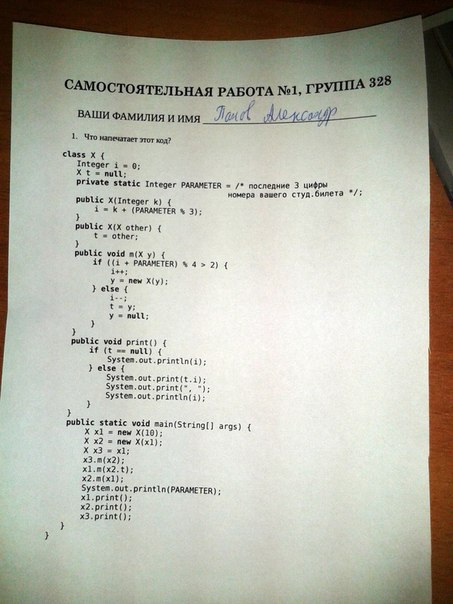 САМОСТОЯТЕЛЬНАЯ РАБОТА №1, ГРУППА 328
ВАШИ ФАМИЛИЯ И ИМЯ Панов Александр
1. Что напечатает этот код?
class X {
Integer i = 0;
X t = null;
private static Integer PARAMETER = /* последние 3 цифры
номера вашего студ.билета */;
public X(Integer k) {
i = k + (PARAMETER % 3);
}
public X(X other) {
t = other;
}
public void m(X y) {
if ((i + PARAMETER) % 4 > 2) {
i++;
y = new X(y);
} else {
i--;
t = y;
y = null;
}
}
public void print() {
if (t == null) {
System.out.println(i);
} else {
System.out.print(t.i);
System.out.print(", ");
System.out.println(i);
}
}
public static void main(String[] args) {
X x1 = new X(10);
X x2 = new X(x1);
X x3 = x1;
x3.m(x2);
x1.m(x2.t);
x2.m(x1);
System.out.println(PARAMETER);
x1.print();
x2.print();
x3.print();
}
}